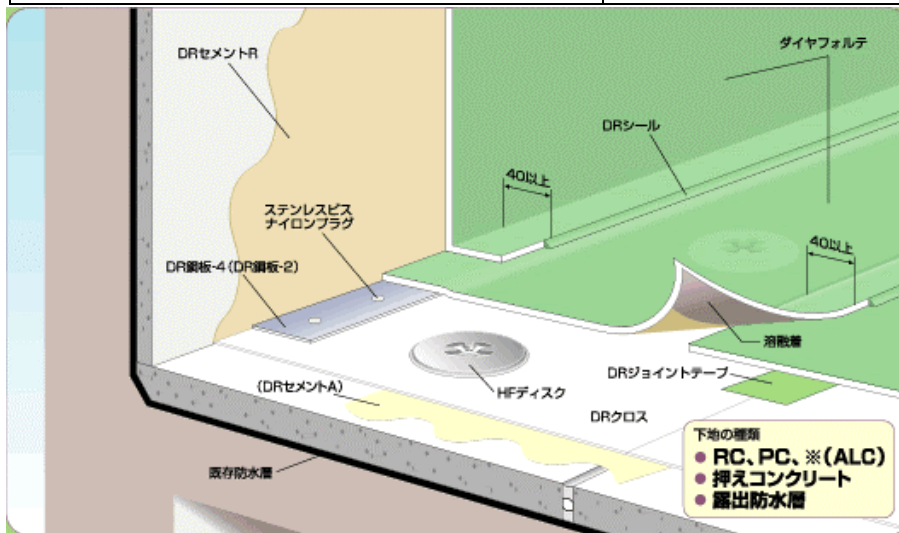 DRセメントR
ダイヤフォルテ
DRシール
40以上
ステンレスビス
ナイロンプラグ
DR鋼板-4(DR鋼板-2)
40以上
溶融着
(DRセメントA)
HFディスク
DRジョイントテープ
DRクロス
既存防水層
下地の種類
● RC、PC、※(ALC)
● 押えコンクリート
● 露出防水層